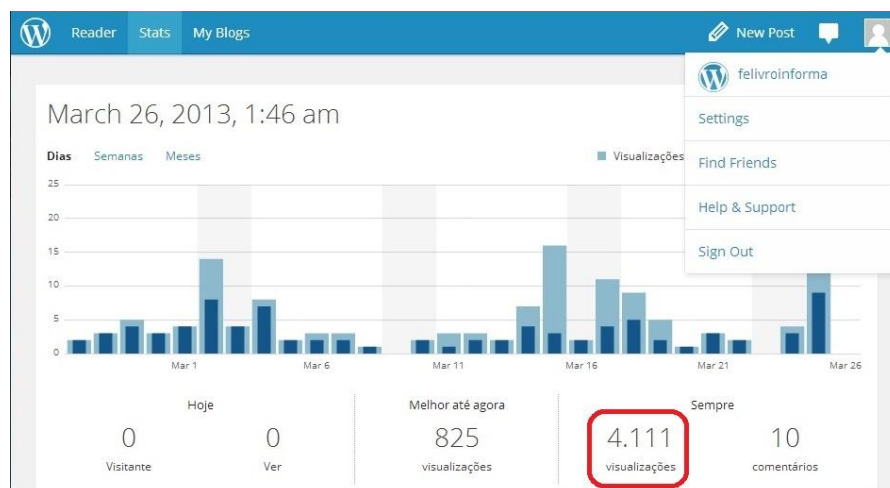 Reader Stats My Blogs New Post
felivroinforma
Settings
Find Friends
Help & Support
Sign Out
March 26, 2013, 1:46 am
Dias Semanas Meses Visualizações
25
20
15
10
5
0
Mar 1 Mar 6 Mar 11 Mar 16 Mar 21 Mar 26
Hoje Melhor até agora Sempre
0 0 825 4.111 10
Visitante Ver visualizações visualizações comentários